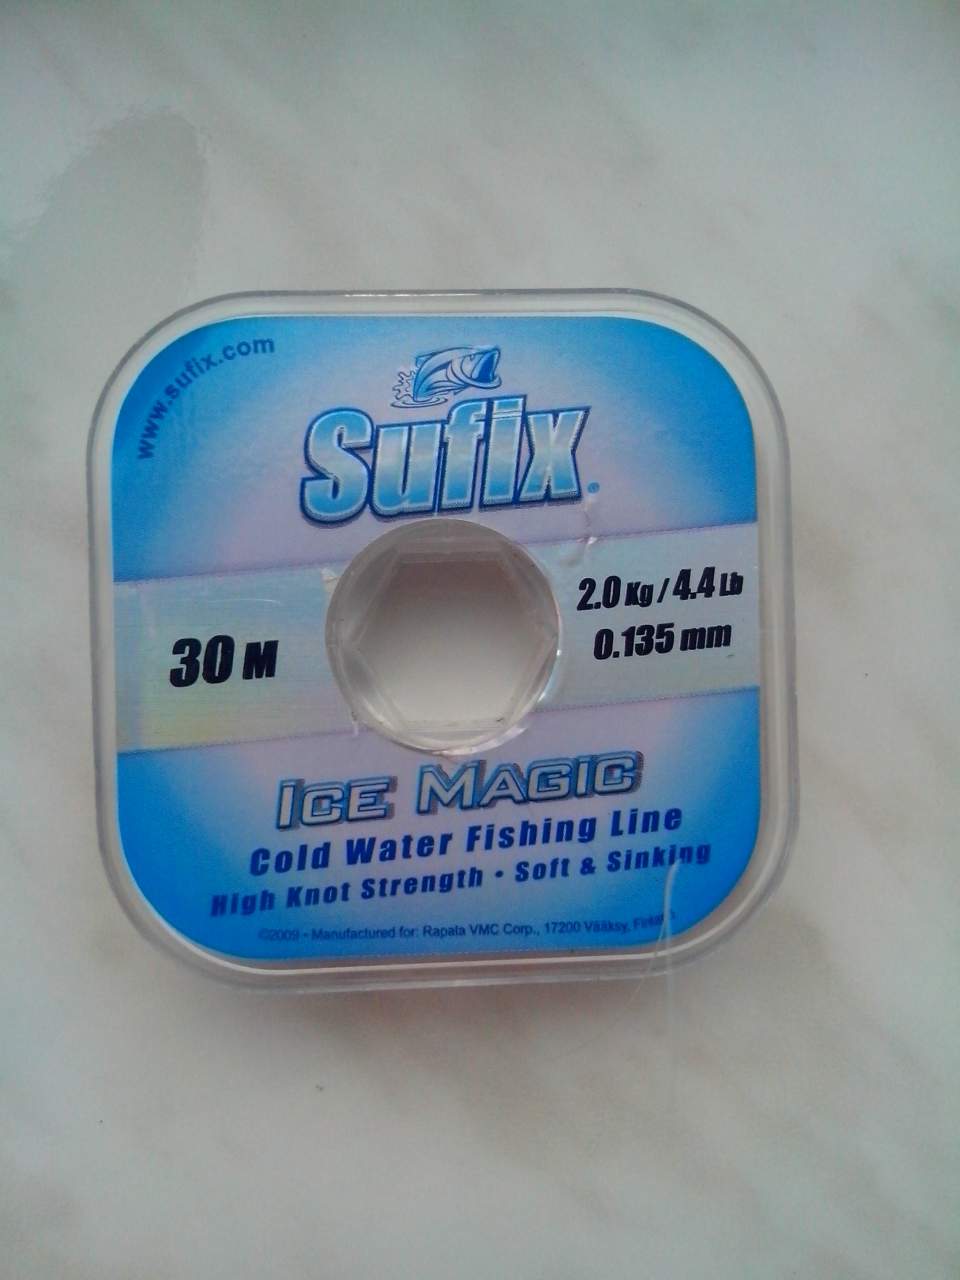 www.sufix.com
Sufix®
30 M
2.0 Kg / 4.4 Lb
0.135 mm
ICE MAGIC
Cold Water Fishing Line
High Knot Strength • Soft & Sinking
©2009 - Manufactured for: Rapala VMC Corp., 17200 Vääksy, Finland